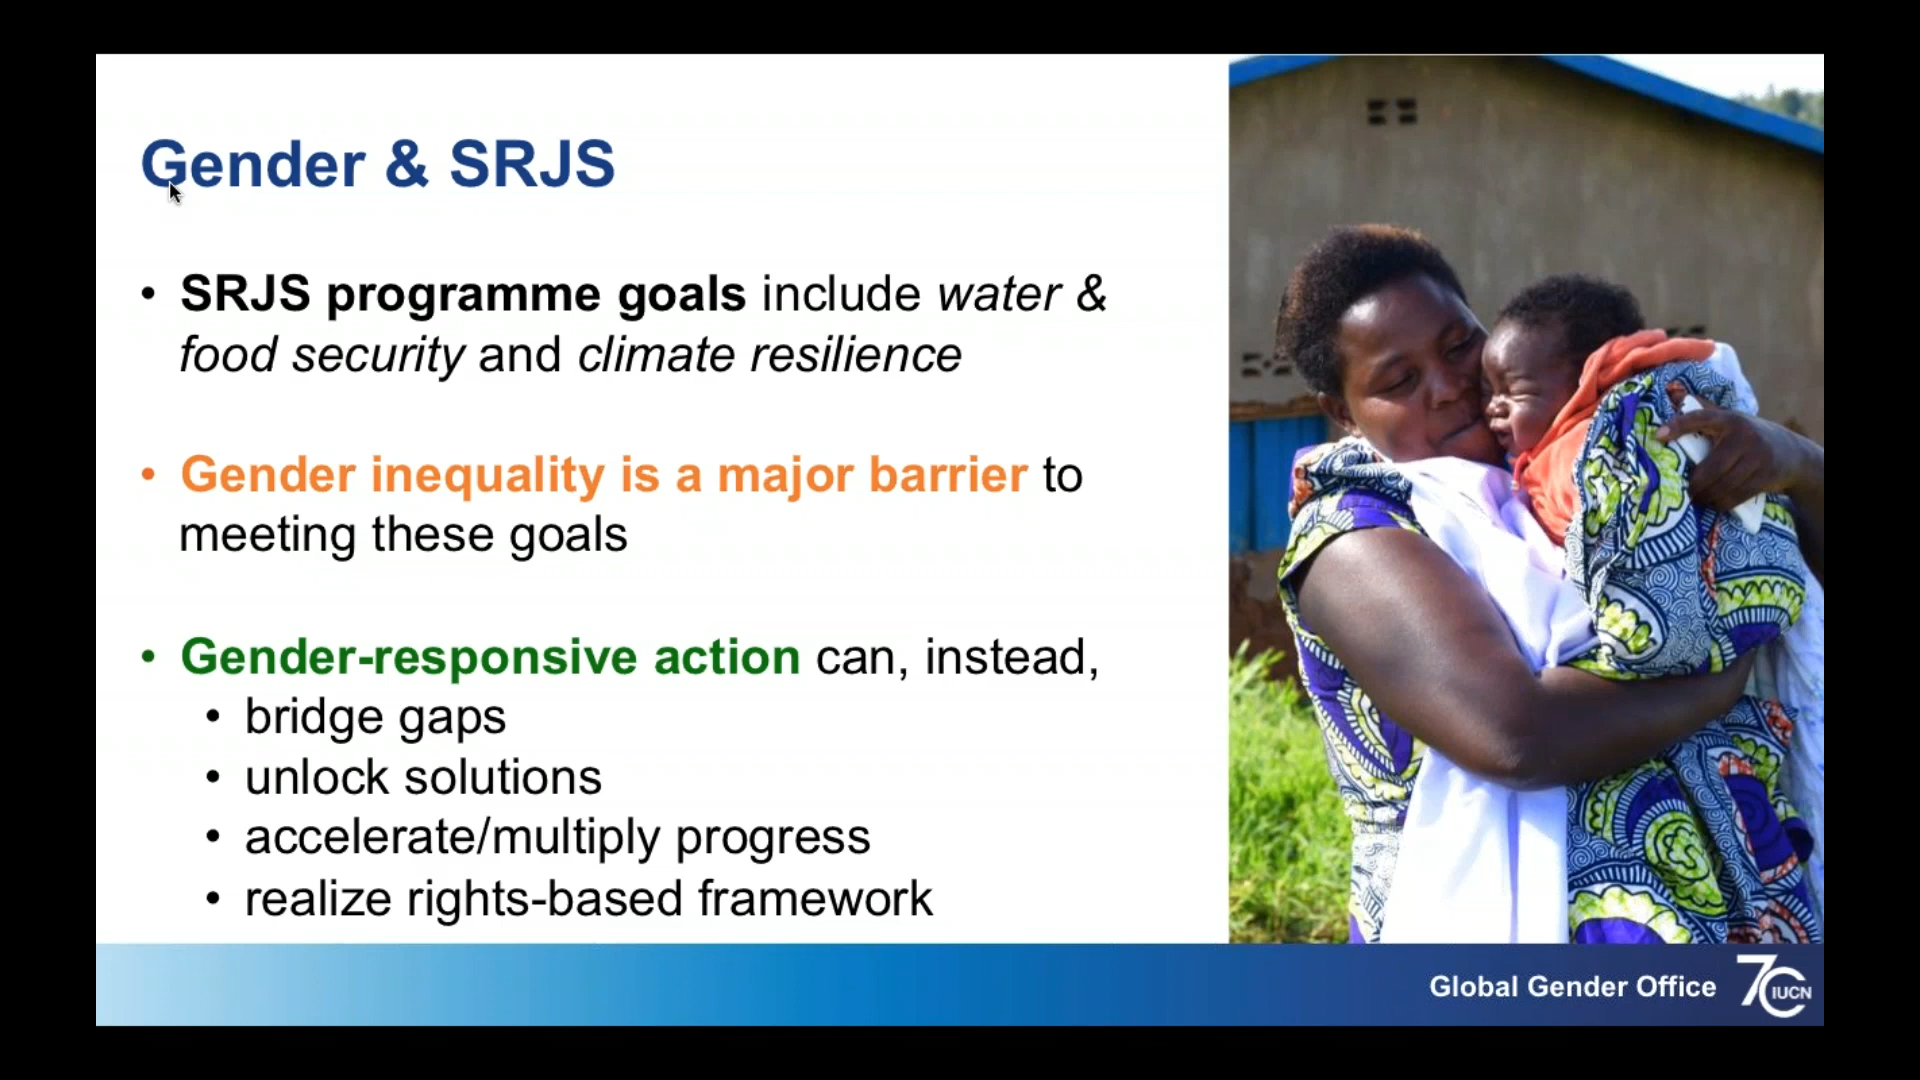 Gender & SRJS
• SRJS programme goals include water &
food security and climate resilience
• Gender inequality is a major barrier to
meeting these goals
• Gender-responsive action can, instead,
• bridge gaps
• unlock solutions
• accelerate/multiply progress
• realize rights-based framework
Global Gender Office
7
IUCN